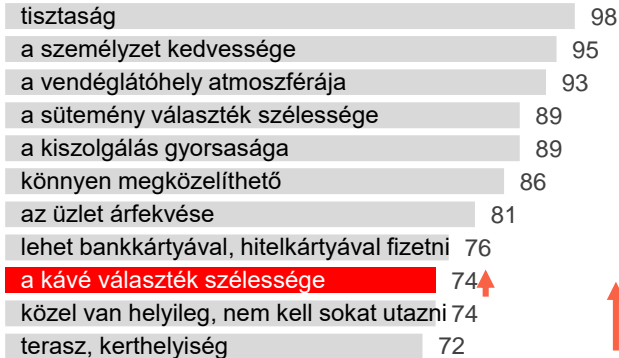 tisztaság 98
a személyzet kedvessége 95
a vendéglátóhely atmoszférája 93
a sütemény választék szélessége 89
a kiszolgálás gyorsasága 89
könnyen megközelíthető 86
az üzlet árfekvése 81
lehet bankkártyával, hitelkártyával fizetni 76
a kávé választék szélessége 74
közel van helyileg, nem kell sokat utazni 74
terasz, kerthelyiség 72